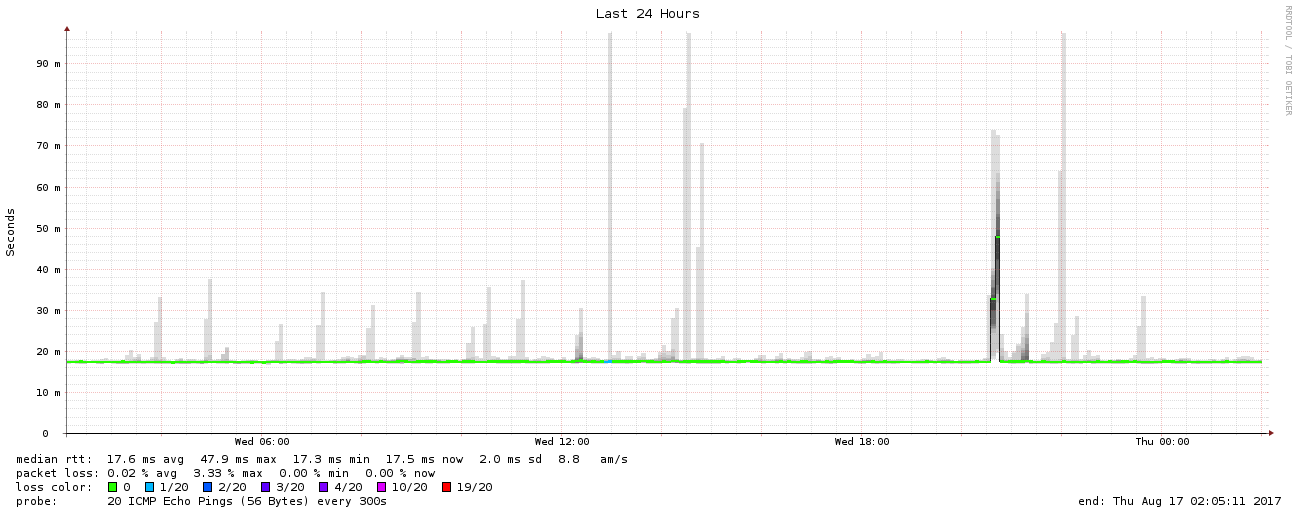 Last 24 Hours
RRDTOOL / TOBI OETIKER
Seconds
90 m
80 m
70 m
60 m
50 m
40 m
30 m
20 m
10 m
0
Wed 06:00 Wed 12:00 Wed 18:00 Thu 00:00
median rtt: 17.6 ms avg 47.9 ms max 17.3 ms min 17.5 ms now 2.0 ms sd 8.8 am/s
packet loss: 0.02 % avg 3.33 % max 0.00 % min 0.00 % now
loss color: 0 1/20 2/20 3/20 4/20 10/20 19/20
probe: 20 ICMP Echo Pings (56 Bytes) every 300s end: Thu Aug 17 02:05:11 2017